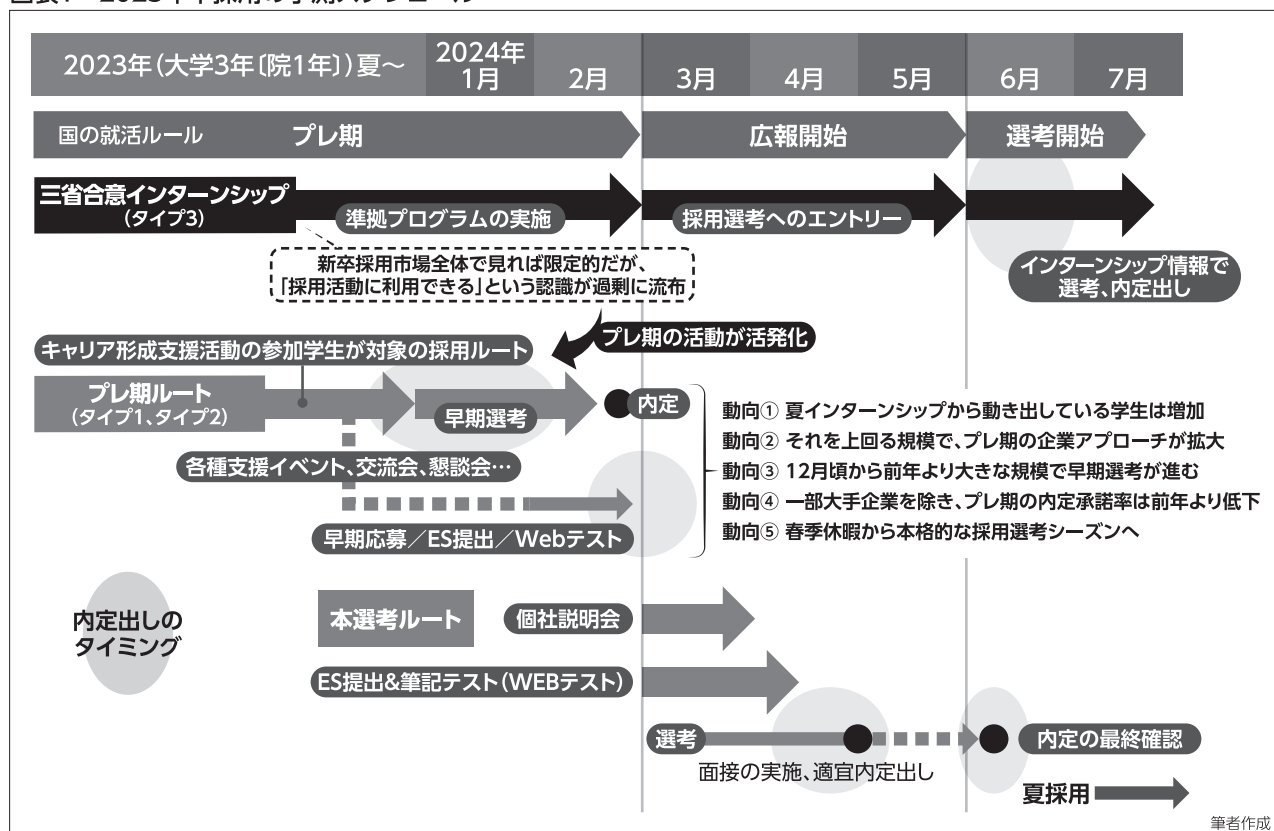 2023年(大学3年〔院1年〕)夏~
2024年
1月
2月
3月
4月
5月
6月
7月
国の就活ルール
プレ期
広報開始
選考開始
三省合意インターンシップ
(タイプ3)
準拠プログラムの実施
採用選考へのエントリー
新卒採用市場全体で見れば限定的だが、
「採用活動に利用できる」という認識が過剰に流布
インターンシップ情報で
選考、内定出し
プレ期の活動が活発化
キャリア形成支援活動の参加学生が対象の採用ルート
プレ期ルート
(タイプ1、タイプ2)
早期選考
内定
各種支援イベント、交流会、懇談会…
早期応募/ES提出/Webテスト
動向① 夏インターンシップから動き出している学生は増加
動向② それを上回る規模で、プレ期の企業アプローチが拡大
動向③ 12月頃から前年より大きな規模で早期選考が進む
動向④ 一部大手企業を除き、プレ期の内定承諾率は前年より低下
動向⑤ 春季休暇から本格的な採用選考シーズンへ
内定出しの
タイミング
本選考ルート
個社説明会
ES提出&筆記テスト(WEBテスト)
選考
面接の実施、適宜内定出し
内定の最終確認
夏採用
筆者作成